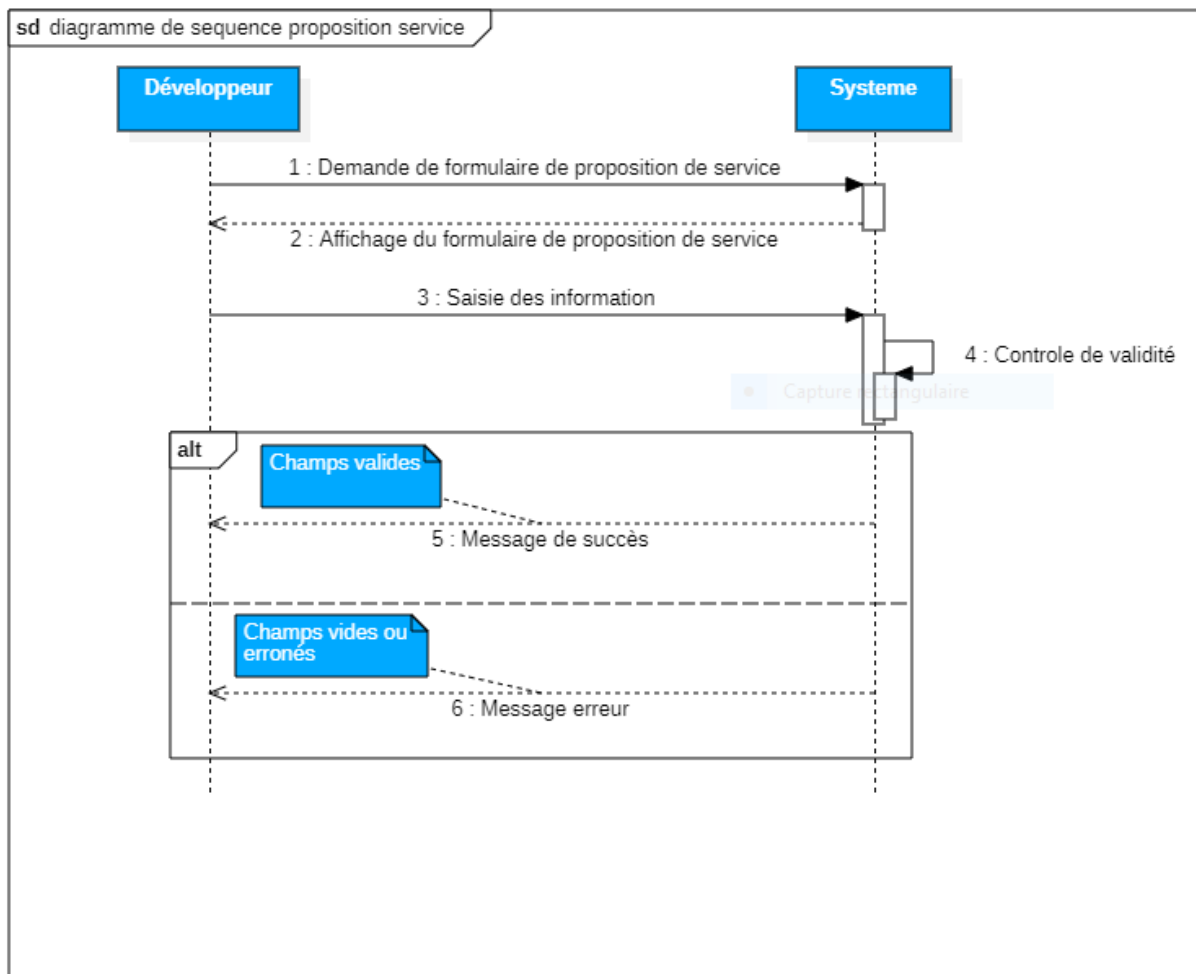 sd diagramme de sequence proposition service
Développeur
Systeme
1 : Demande de formulaire de proposition de service
2 : Affichage du formulaire de proposition de service
3 : Saisie des information
4 : Controle de validité
Capture rectangulaire
alt
Champs valides
5 : Message de succès
Champs vides ou
erronés
6 : Message erreur